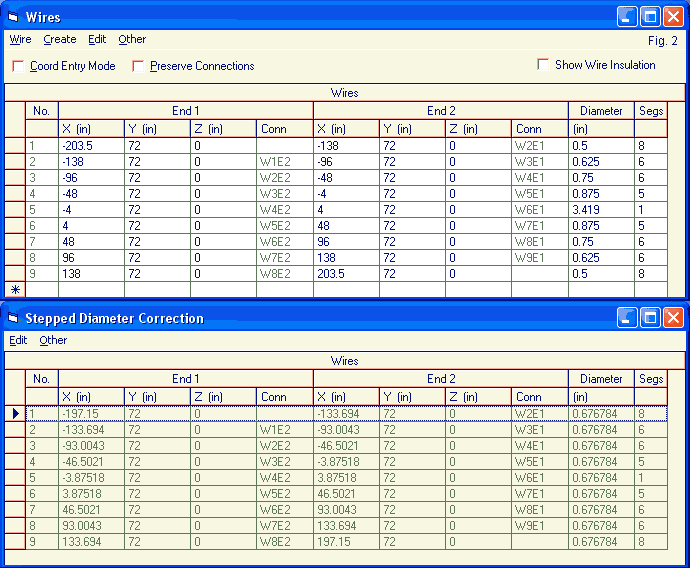 Wires
Wire Create Edit Other Fig. 2
Coord Entry Mode Preserve Connections Show Wire Insulation
Wires
No. End 1 End 2 Diameter Segs
X (in) Y (in) Z (in) Conn X (in) Y (in) Z (in) Conn (in)
1 -203.5 72 0 -138 72 0 W2E1 0.5 8
2 -138 72 0 W1E2 -96 72 0 W3E1 0.625 6
3 -96 72 0 W2E2 -48 72 0 W4E1 0.75 6
4 -48 72 0 W3E2 -4 72 0 W5E1 0.875 5
5 -4 72 0 W4E2 4 72 0 W6E1 3.419 1
6 4 72 0 W5E2 48 72 0 W7E1 0.875 5
7 48 72 0 W6E2 96 72 0 W8E1 0.75 6
8 96 72 0 W7E2 138 72 0 W9E1 0.625 6
9 138 72 0 W8E2 203.5 72 0 0.5 8
*
Stepped Diameter Correction
Edit Other
Wires
No. End 1 End 2 Diameter Segs
X (in) Y (in) Z (in) Conn X (in) Y (in) Z (in) Conn (in)
1 -197.15 72 0 -133.694 72 0 W2E1 0.676784 8
2 -133.694 72 0 W1E2 -93.0043 72 0 W3E1 0.676784 6
3 -93.0043 72 0 W2E2 -46.5021 72 0 W4E1 0.676784 6
4 -46.5021 72 0 W3E2 -3.87518 72 0 W5E1 0.676784 5
5 -3.87518 72 0 W4E2 3.87518 72 0 W6E1 0.676784 1
6 3.87518 72 0 W5E2 46.5021 72 0 W7E1 0.676784 5
7 46.5021 72 0 W6E2 93.0043 72 0 W8E1 0.676784 6
8 93.0043 72 0 W7E2 133.694 72 0 W9E1 0.676784 6
9 133.694 72 0 W8E2 197.15 72 0 0.676784 8